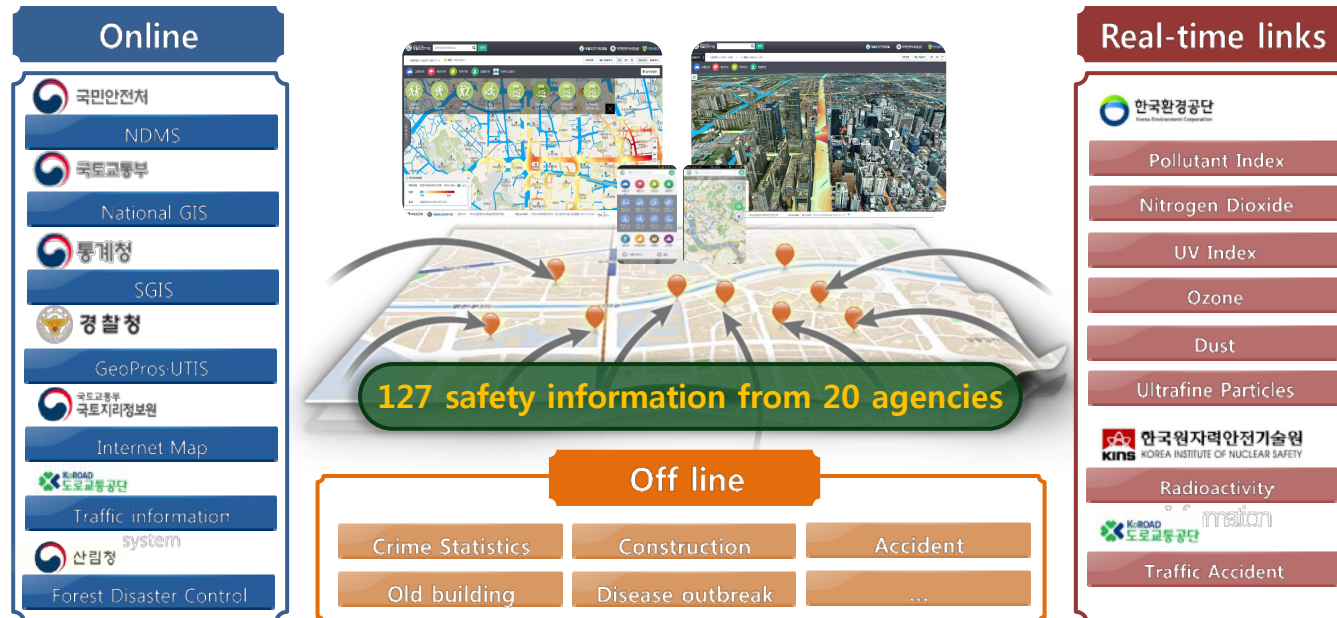 Online
국민안전처
NDMS
국토교통부
National GIS
통계청
SGIS
경찰청
GeoPros·UTIS
국토교통부
국토지리정보원
Internet Map
KoROAD
도로교통공단
Traffic information
system
산림청
Forest Disaster Control
127 safety information from 20 agencies
Off line
Crime Statistics
Construction
Accident
Old building
Disease outbreak
...
Real-time links
한국환경공단
Korea Environment Corporation
Pollutant Index
Nitrogen Dioxide
UV Index
Ozone
Dust
Ultrafine Particles
KINS 한국원자력안전기술원
KOREA INSTITUTE OF NUCLEAR SAFETY
Radioactivity
KoROAD
도로교통공단
Traffic Accident